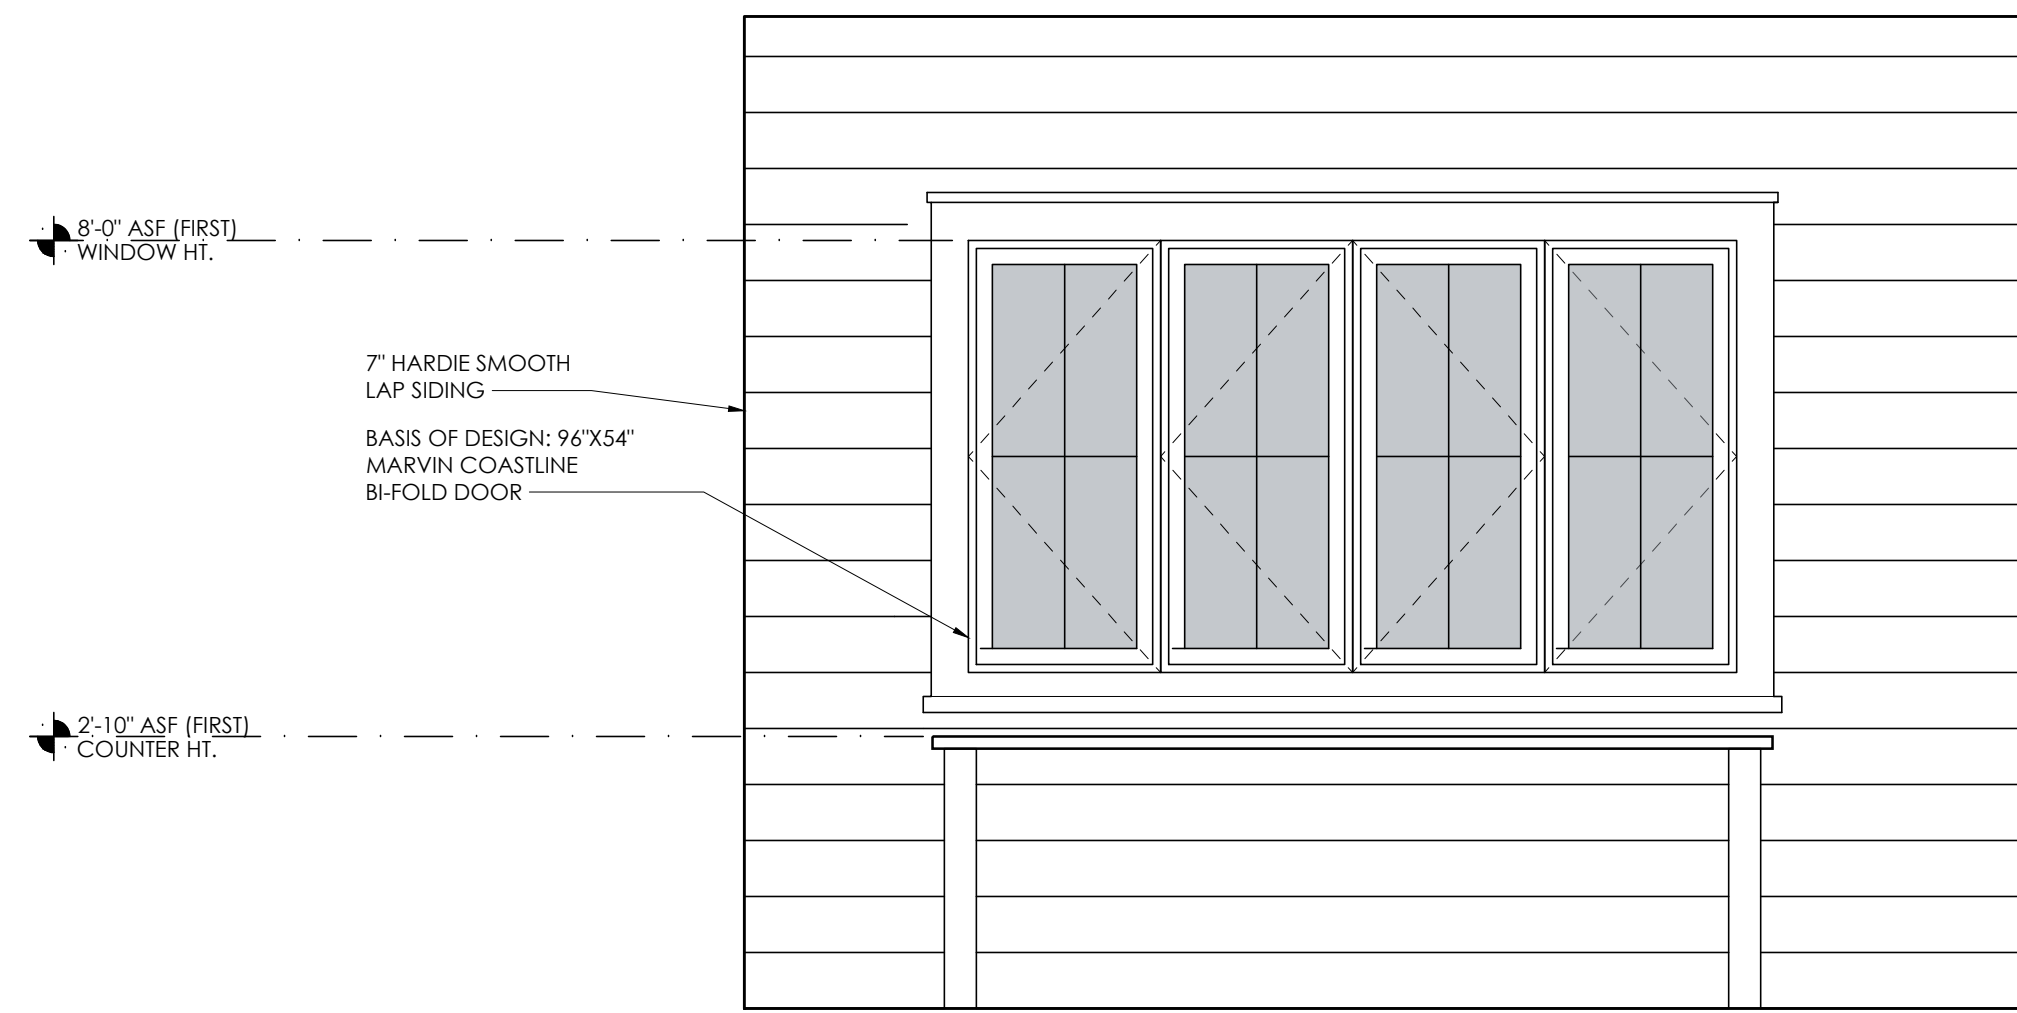 8'-0" ASF (FIRST)
WINDOW HT.
7" HARDIE SMOOTH
LAP SIDING
BASIS OF DESIGN: 96"X54"
MARVIN COASTLINE
BI-FOLD DOOR
2'-10" ASF (FIRST)
COUNTER HT.